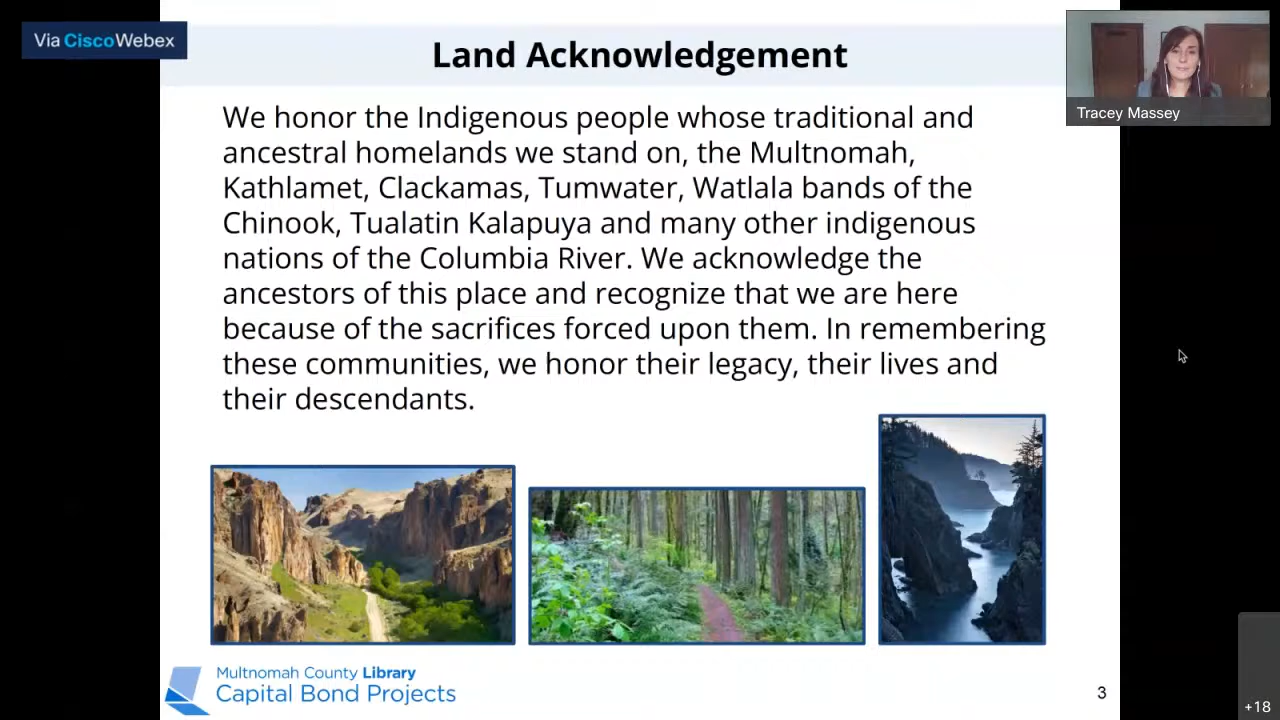 Via CiscoWebex
Land Acknowledgement
Tracey Massey
We honor the Indigenous people whose traditional and
ancestral homelands we stand on, the Multnomah,
Kathlamet, Clackamas, Tumwater, Watlala bands of the
Chinook, Tualatin Kalapuya and many other indigenous
nations of the Columbia River. We acknowledge the
ancestors of this place and recognize that we are here
because of the sacrifices forced upon them. In remembering
these communities, we honor their legacy, their lives and
their descendants.
Multnomah County Library
Capital Bond Projects
3
+18